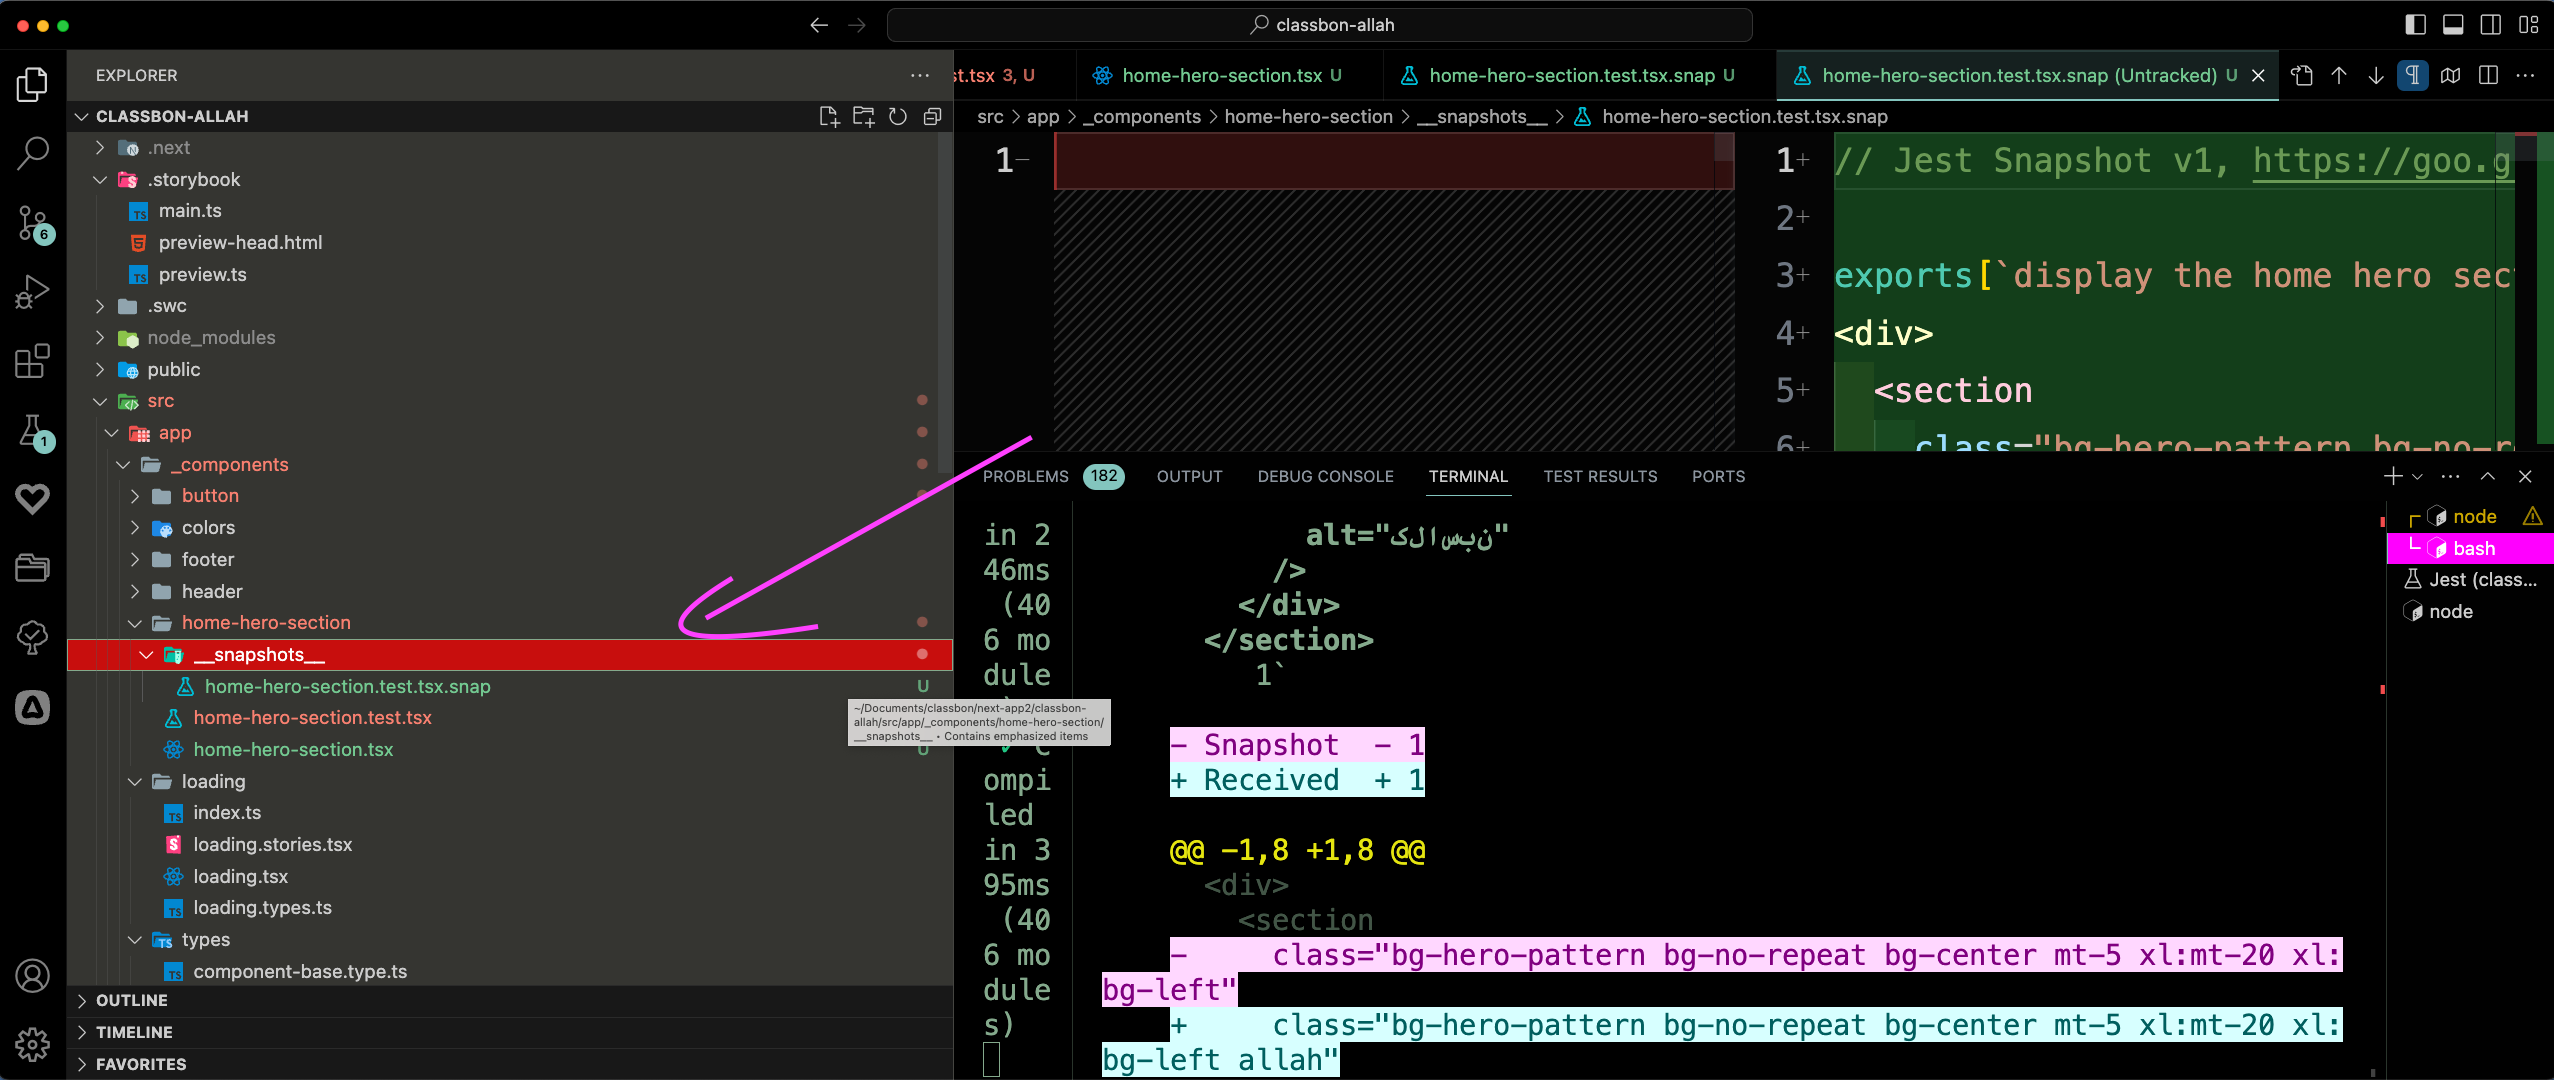 classbon-allah
EXPLORER
CLASSBON-ALLAH
.next
.storybook
main.ts
preview-head.html
preview.ts
.swc
node_modules
public
src
app
_components
button
colors
footer
header
home-hero-section
__snapshots__
home-hero-section.test.tsx.snap U
home-hero-section.test.tsx
home-hero-section.tsx U
loading
index.ts
loading.stories.tsx
loading.tsx
loading.types.ts
types
component-base.type.ts
OUTLINE
TIMELINE
FAVORITES
6
1
~/Documents/classbon/next-app2/classbon-
allah/src/app/_components/home-hero-section/
__snapshots__ • Contains emphasized items
st.tsx 3, U
home-hero-section.tsx U
home-hero-section.test.tsx.snap U
home-hero-section.test.tsx.snap (Untracked) U
src > app > _components > home-hero-section > __snapshots__ > home-hero-section.test.tsx.snap
1−
1+ // Jest Snapshot v1, https://goo.g
2+
3+ exports[`display the home hero sec
4+ <div>
5+ <section
6+ class="bg-hero-pattern bg-no-r
PROBLEMS 182 OUTPUT DEBUG CONSOLE TERMINAL TEST RESULTS PORTS
in 2
46ms
(40
6 mo
dule
✓ C
ompi
led
in 3
95ms
(40
6 mo
dule
s)
alt="کلاسبن"
/>
</div>
</section>
1`
- Snapshot - 1
+ Received + 1
@@ -1,8 +1,8 @@
<div>
<section
- class="bg-hero-pattern bg-no-repeat bg-center mt-5 xl:mt-20 xl:
bg-left"
+ class="bg-hero-pattern bg-no-repeat bg-center mt-5 xl:mt-20 xl:
bg-left allah"
node
bash
Jest (class...
node